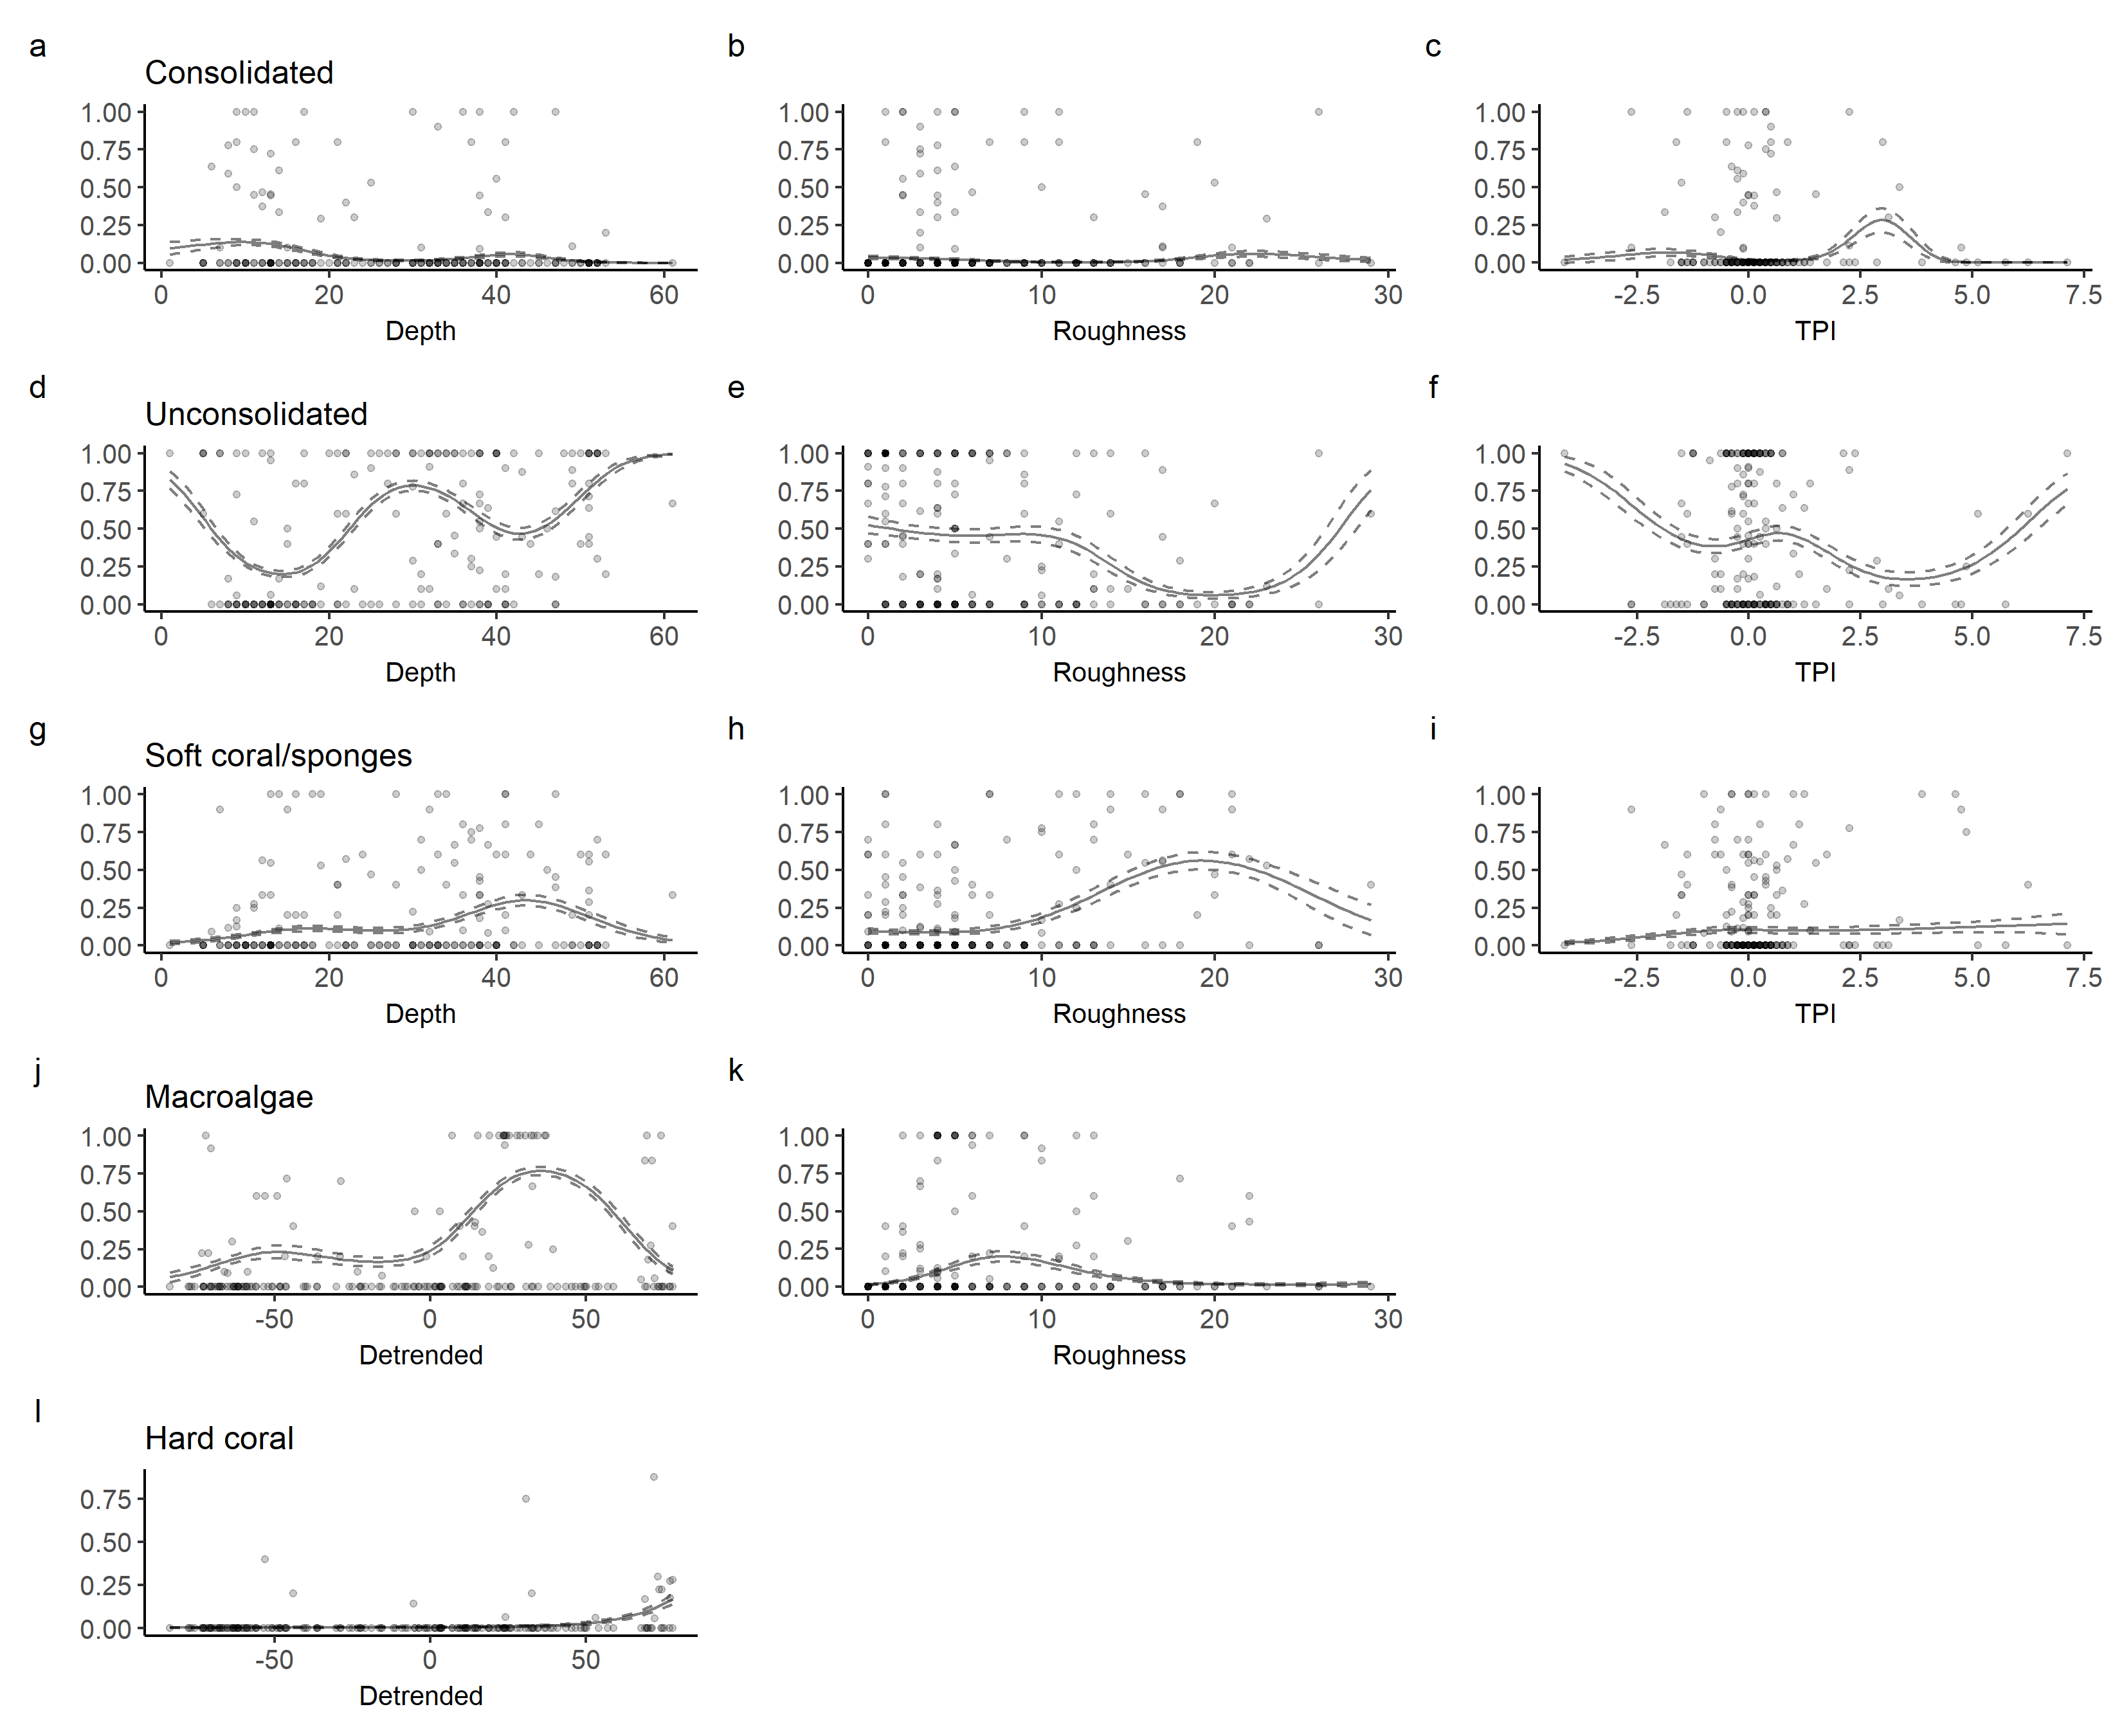 a b c
Consolidated
1.00 1.00 1.00
0.75 0.75 0.75
0.50 0.50 0.50
0.25 0.25 0.25
0.00 0.00 0.00
0 20 40 60 0 10 20 30 -2.5 0.0 2.5 5.0 7.5
Depth Roughness TPI
d e f
Unconsolidated
1.00 1.00 1.00
0.75 0.75 0.75
0.50 0.50 0.50
0.25 0.25 0.25
0.00 0.00 0.00
0 20 40 60 0 10 20 30 -2.5 0.0 2.5 5.0 7.5
Depth Roughness TPI
g h i
Soft coral/sponges
1.00 1.00 1.00
0.75 0.75 0.75
0.50 0.50 0.50
0.25 0.25 0.25
0.00 0.00 0.00
0 20 40 60 0 10 20 30 -2.5 0.0 2.5 5.0 7.5
Depth Roughness TPI
j k
Macroalgae
1.00 1.00
0.75 0.75
0.50 0.50
0.25 0.25
0.00 0.00
-50 0 50 0 10 20 30
Detrended Roughness
l
Hard coral
0.75
0.50
0.25
0.00
-50 0 50
Detrended